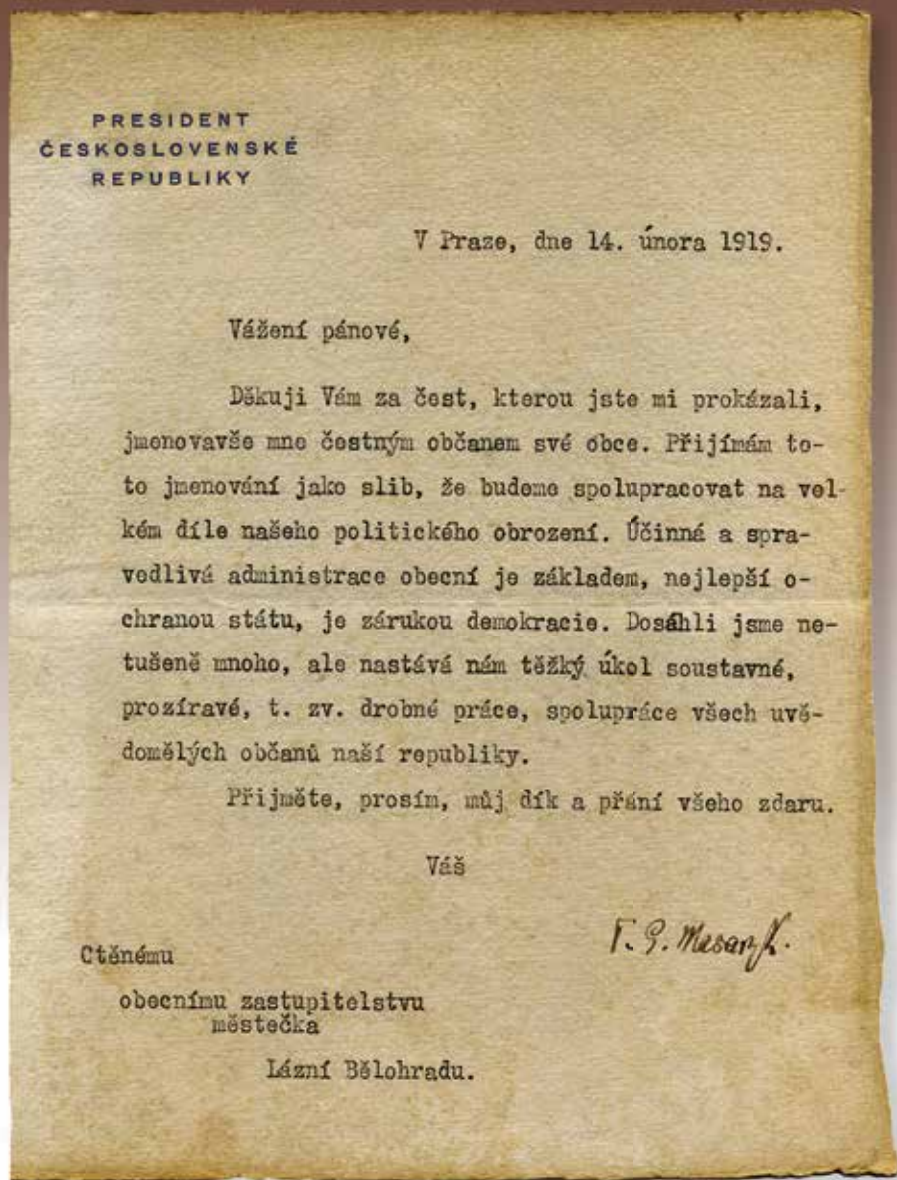 PRESIDENT
ČESKOSLOVENSKÉ
REPUBLIKY
V Praze, dne 14. února 1919.
Vážení pánové,
Děkuji Vám za čest, kterou jste mi prokázali,
jmenovavše mne čestným občanem své obce. Přijímám to-
to jmenování jako slib, že budeme spolupracovat na vel-
kém díle našeho politického obrození. Účinná a spra-
vedlivá administrace obecní je základem, nejlepší o-
chranou státu, je zárukou demokracie. Dosáhli jsme ne-
tušeně mnoho, ale nastává nám těžký úkol soustavné,
prozíravé, t. zv. drobné práce, spolupráce všech uvě-
domělých občanů naší republiky.
Přijměte, prosím, můj dík a přání všeho zdaru.
Váš
T. G. Masaryk.
Ctěnému
obecnímu zastupitelstvu
městečka
Lázní Bělohradu.